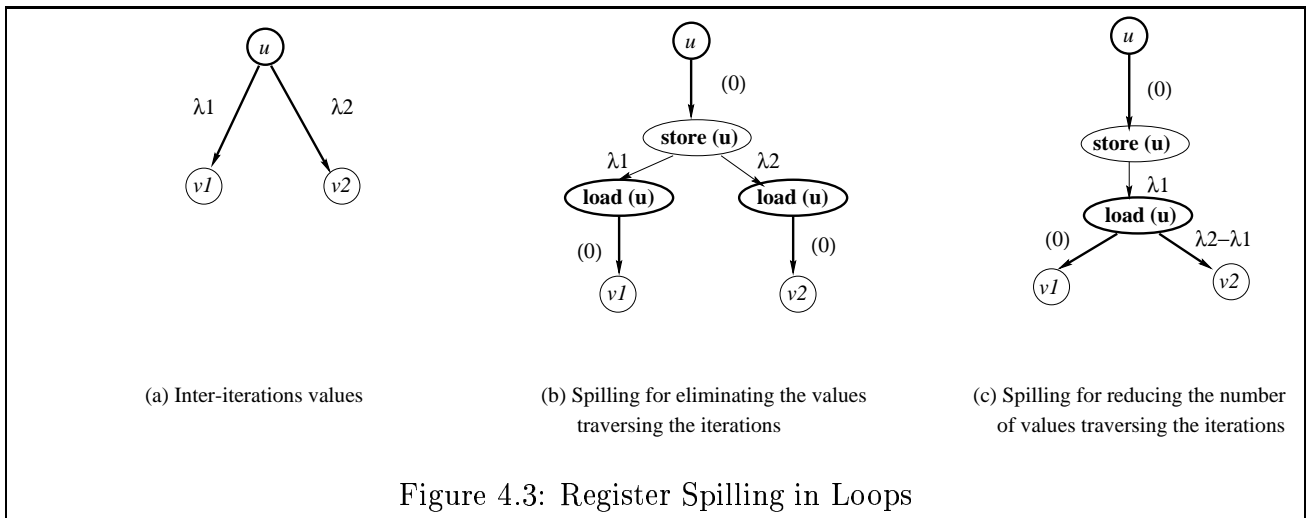 u
λ1
λ2
v1
v2
(a) Inter-iterations values
u
(0)
store (u)
λ1
λ2
load (u)
load (u)
(0)
(0)
v1
v2
(b) Spilling for eliminating the values
traversing the iterations
u
(0)
store (u)
λ1
load (u)
(0)
λ2−λ1
v1
v2
(c) Spilling for reducing the number
of values traversing the iterations
Figure 4.3: Register Spilling in Loops